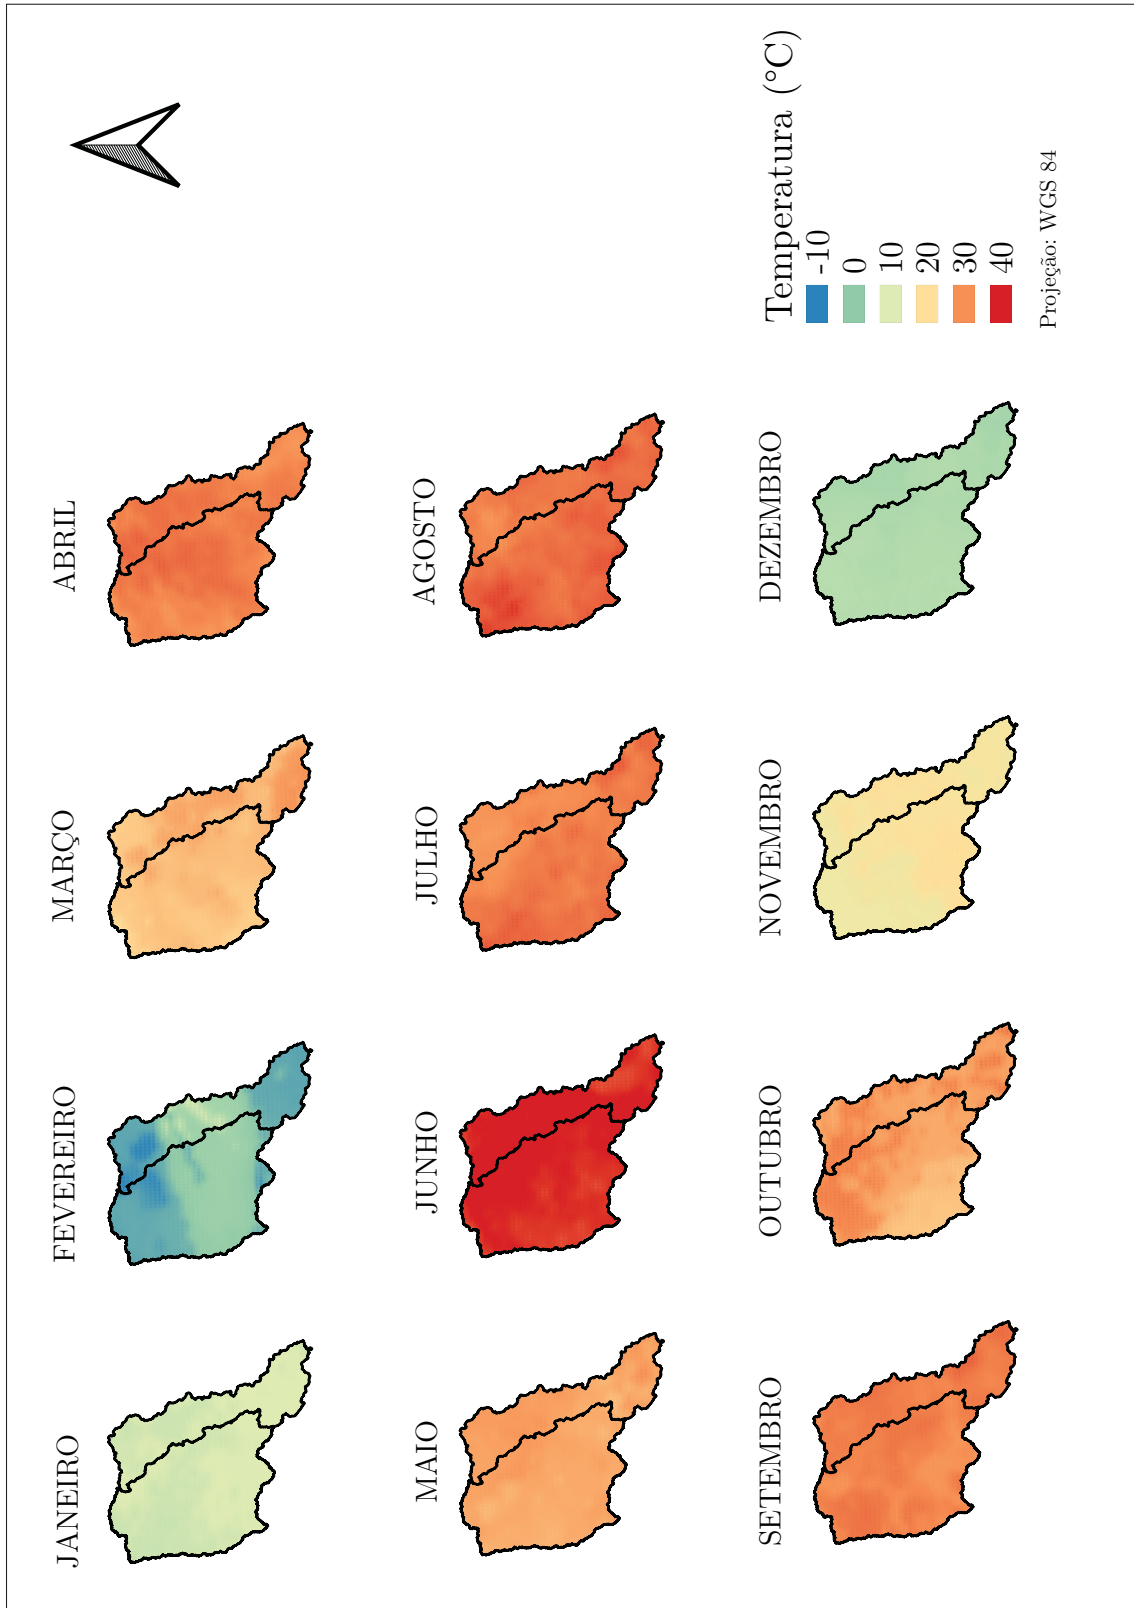 JANEIRO
FEVEREIRO
MARÇO
ABRIL
MAIO
JUNHO
JULHO
AGOSTO
SETEMBRO
OUTUBRO
NOVEMBRO
DEZEMBRO
Temperatura (°C)
-10
0
10
20
30
40
Projeção: WGS 84